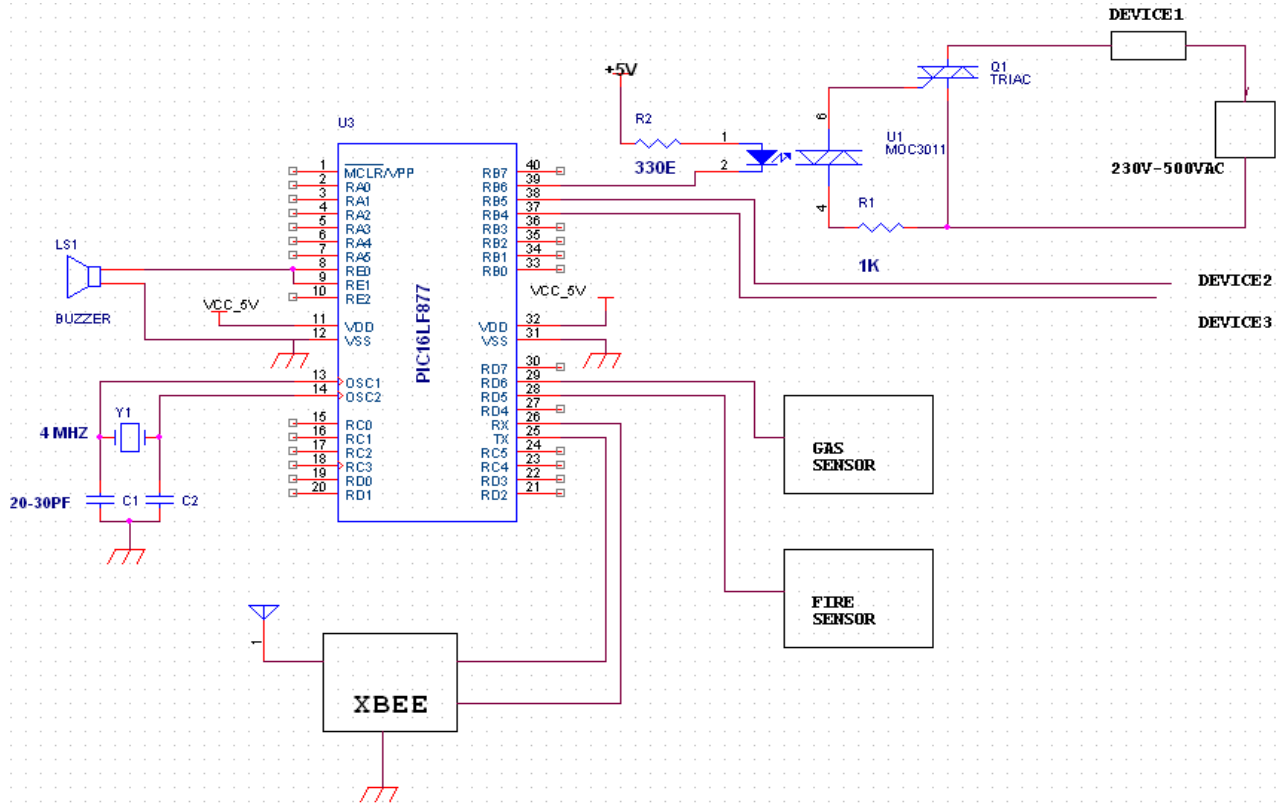 DEVICE1
Q1
TRIAC
+5V
R2
330E
1
2
6
4
U1
MOC3011
R1
1K
230V-500VAC
DEVICE2
DEVICE3
U3
PIC16LF877
1 MCLR/VPP
2 RA0
3 RA1
4 RA2
5 RA3
6 RA4
7 RA5
8 RE0
9 RE1
10 RE2
11 VDD
12 VSS
13 OSC1
14 OSC2
15 RC0
16 RC1
17 RC2
18 RC3
19 RD0
20 RD1
RB7 40
RB6 39
RB5 38
RB4 37
RB3 36
RB2 35
RB1 34
RB0 33
VDD 32
VSS 31
RD7 30
RD6 29
RD5 28
RD4 27
RX 26
TX 25
RC5 24
RC4 23
RD3 22
RD2 21
LS1
BUZZER
VCC_5V
VCC_5V
Y1
4 MHZ
20-30PF
C1
C2
GAS
SENSOR
FIRE
SENSOR
1
XBEE